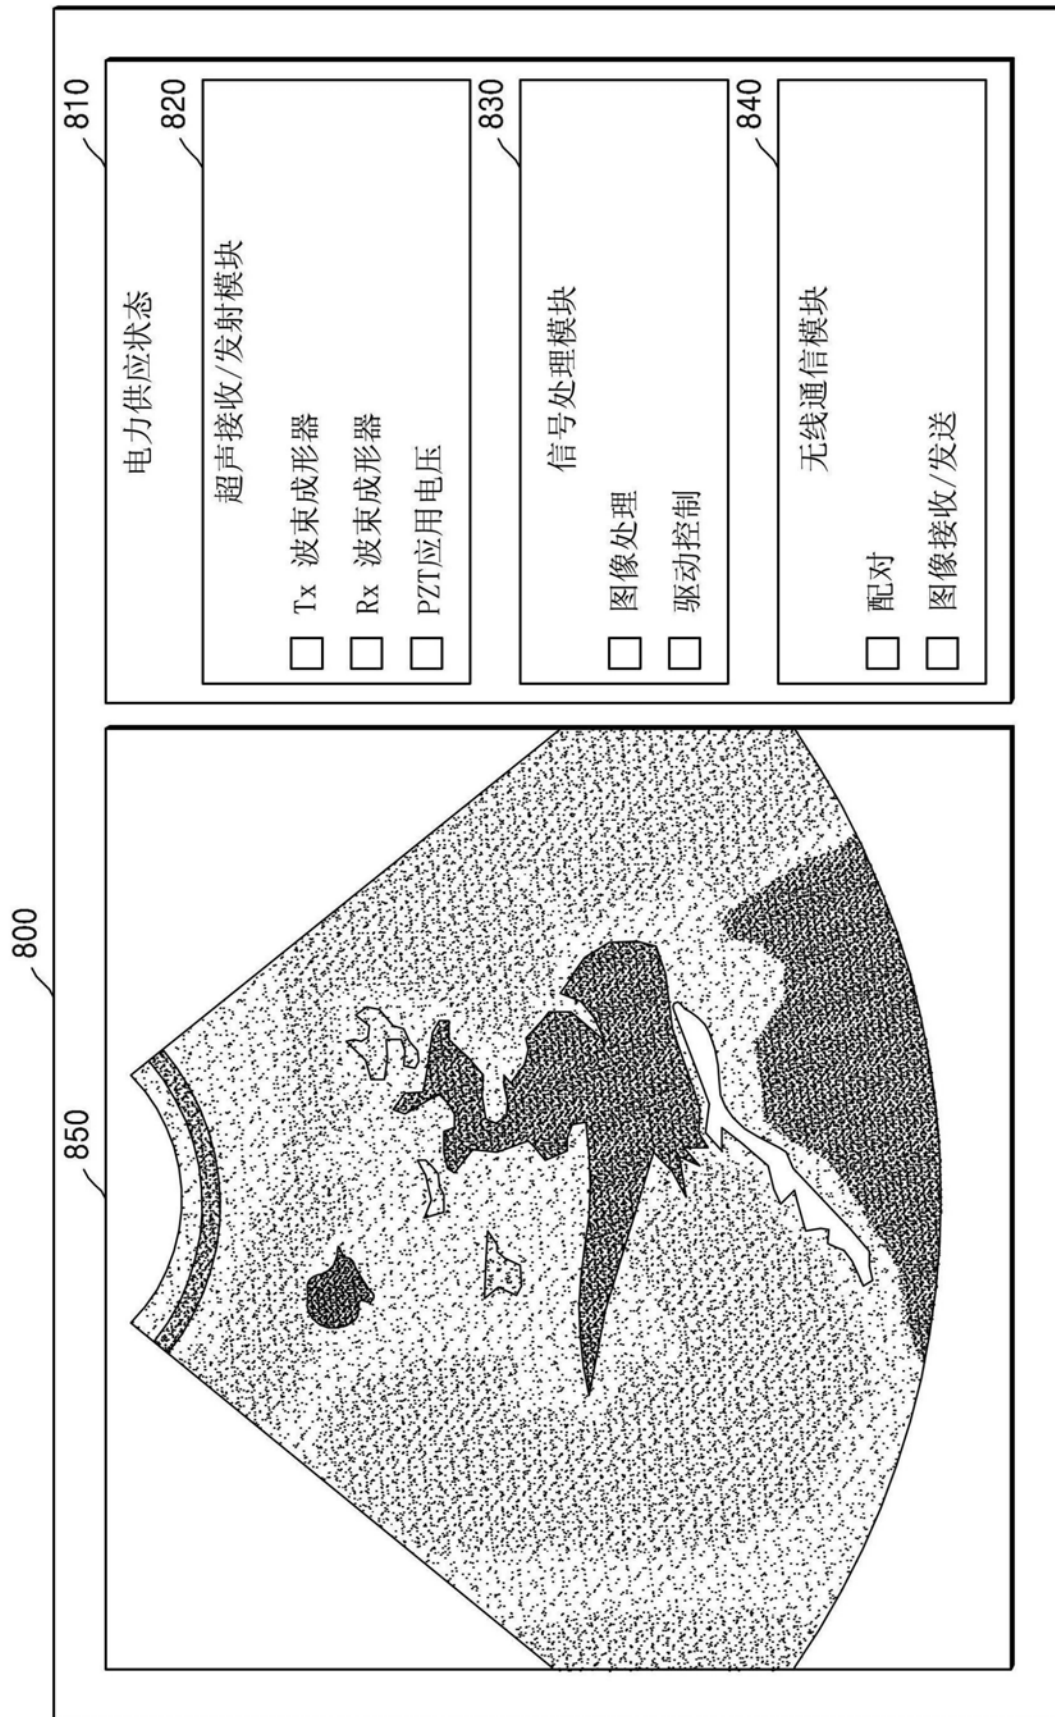 800
850
810
电力供应状态
820
超声接收/发射模块
Tx 波束成形器
Rx 波束成形器
PZT应用电压
830
信号处理模块
图像处理
驱动控制
840
无线通信模块
配对
图像接收/发送